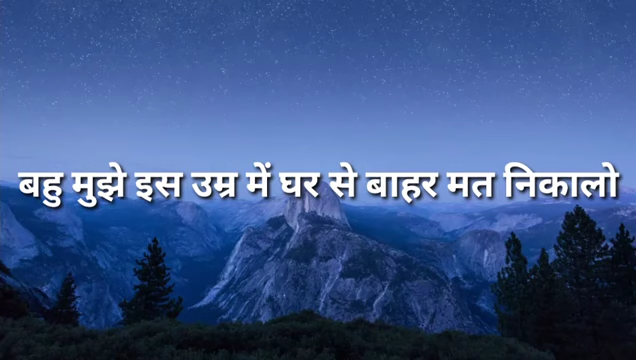 बहु मुझे इस उम्र में घर से बाहर मत निकालो